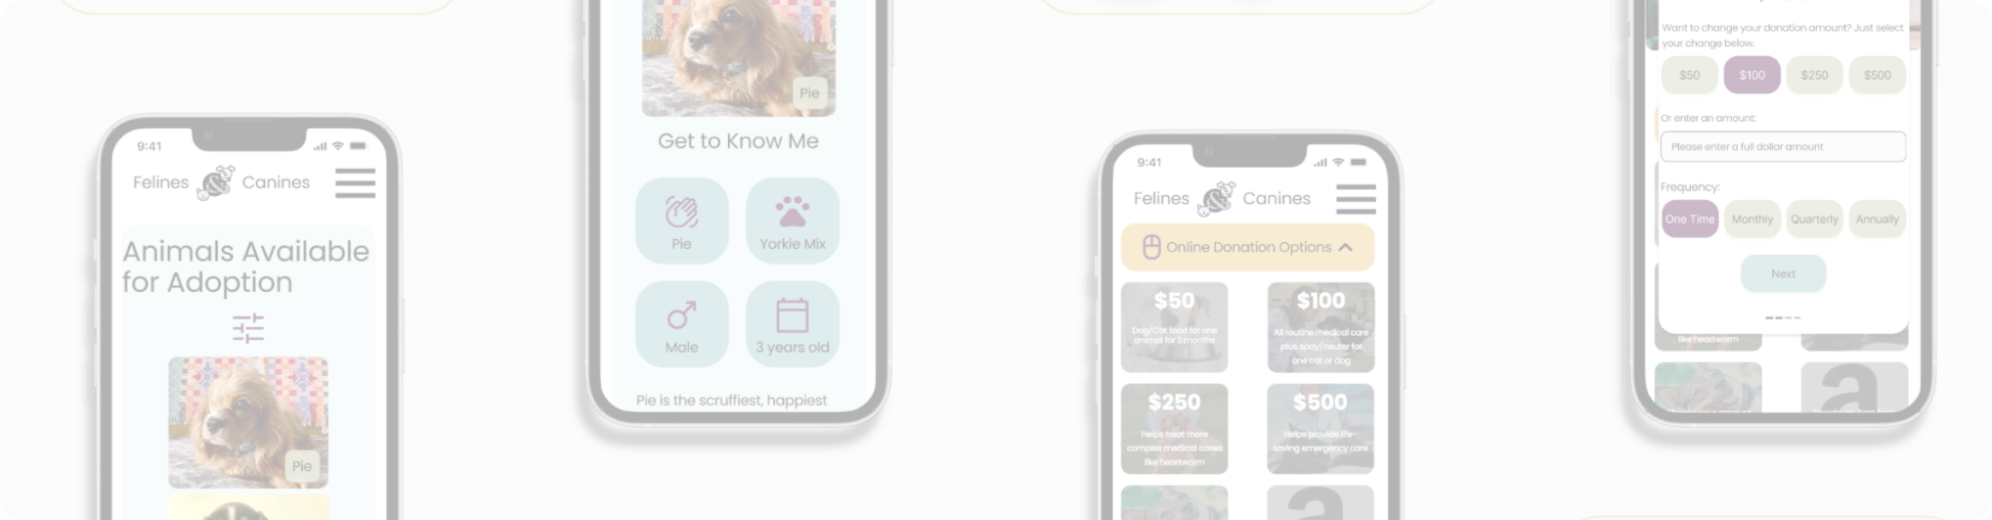 9:41
Felines & Canines
Animals Available
for Adoption
Pie
Pie
Get to Know Me
Pie
Yorkie Mix
Male
3 years old
Pie is the scruffiest, happiest
9:41
Felines & Canines
Online Donation Options
$50
Dog/Cat food for one
animal for 2 months
$100
All routine medical care
plus spay/neuter for
one cat or dog
$250
Helps treat more
complex medical cases
like heartworm
$500
Helps provide life-
saving emergency care
a
Want to change your donation amount? Just select
your change below.
$50
$100
$250
$500
Or enter an amount:
Please enter a full dollar amount
Frequency:
One Time
Monthly
Quarterly
Annually
Next
like heartworm
a